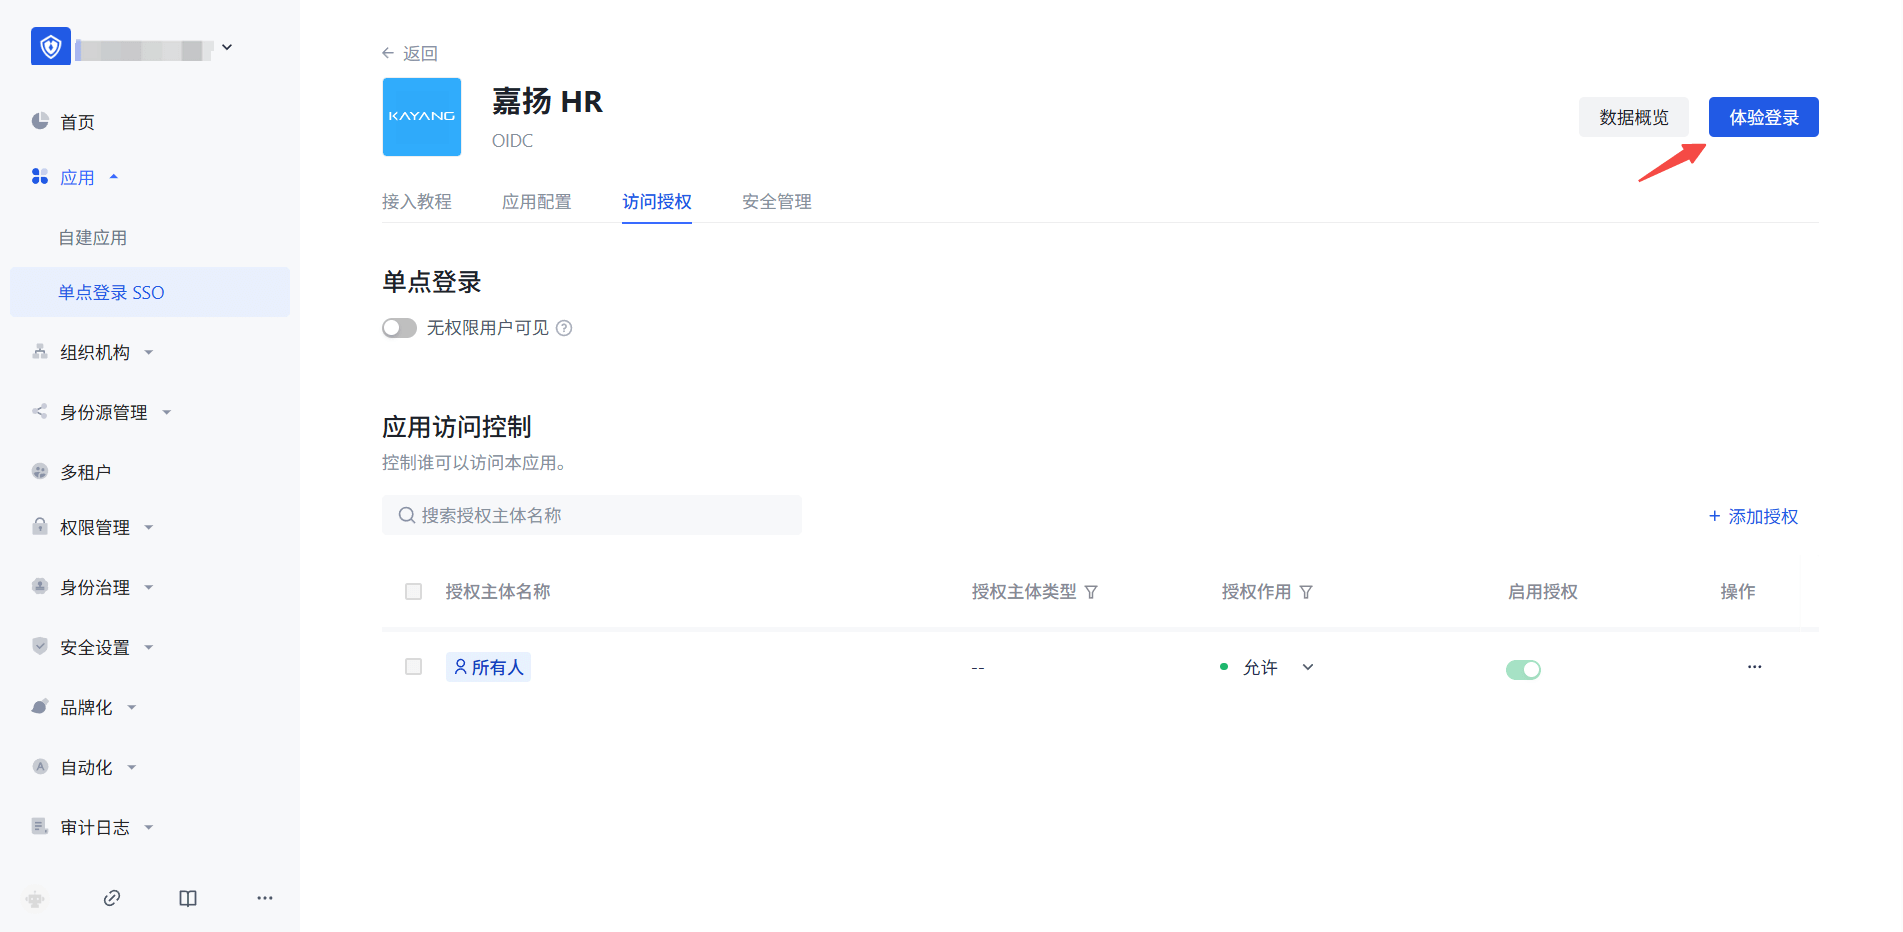 首页
应用
自建应用
单点登录 SSO
组织机构
身份源管理
多租户
权限管理
身份治理
安全设置
品牌化
自动化
审计日志
返回
KAYANG
嘉扬 HR
OIDC
数据概览
体验登录
接入教程 应用配置 访问授权 安全管理
单点登录
无权限用户可见
应用访问控制
控制谁可以访问本应用。
搜索授权主体名称
+ 添加授权
授权主体名称 授权主体类型 授权作用 启用授权 操作
所有人 -- 允许 ···